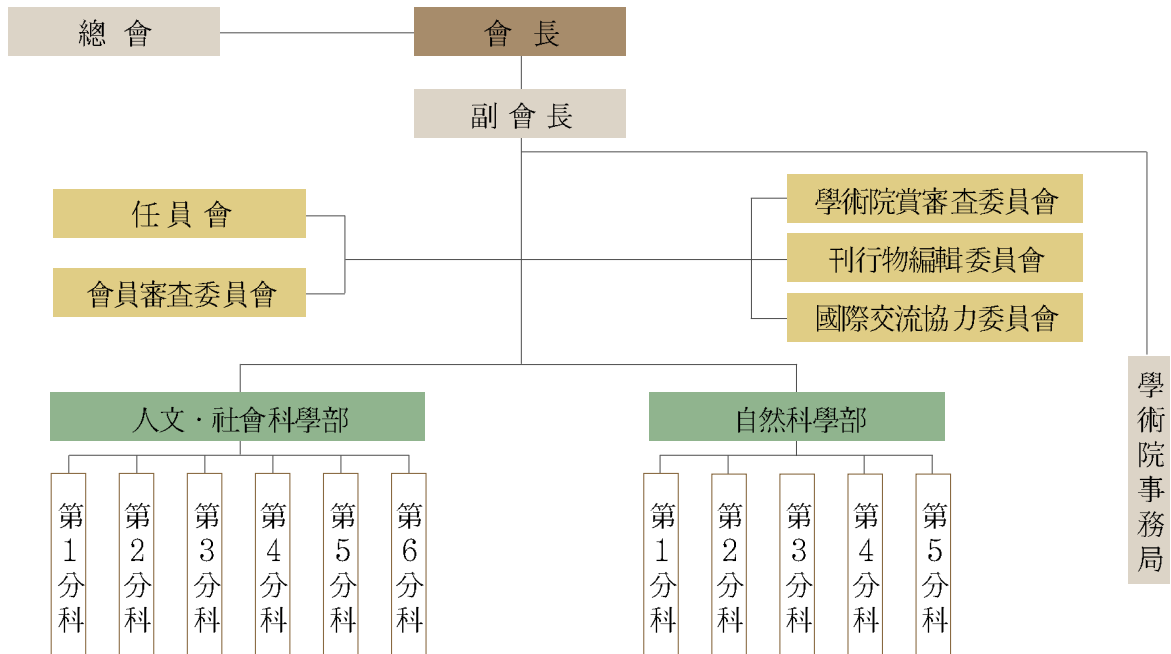 總會
會長
副會長
任員會
會員審査委員會
學術院賞審査委員會
刊行物編輯委員會
國際交流協力委員會
學術院事務局
人文·社會科學部
自然科學部
第1分科
第2分科
第3分科
第4分科
第5分科
第6分科
第1分科
第2分科
第3分科
第4分科
第5分科